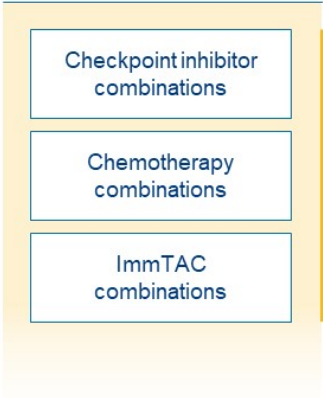 Checkpoint inhibitor
combinations
Chemotherapy
combinations
ImmTAC
combinations